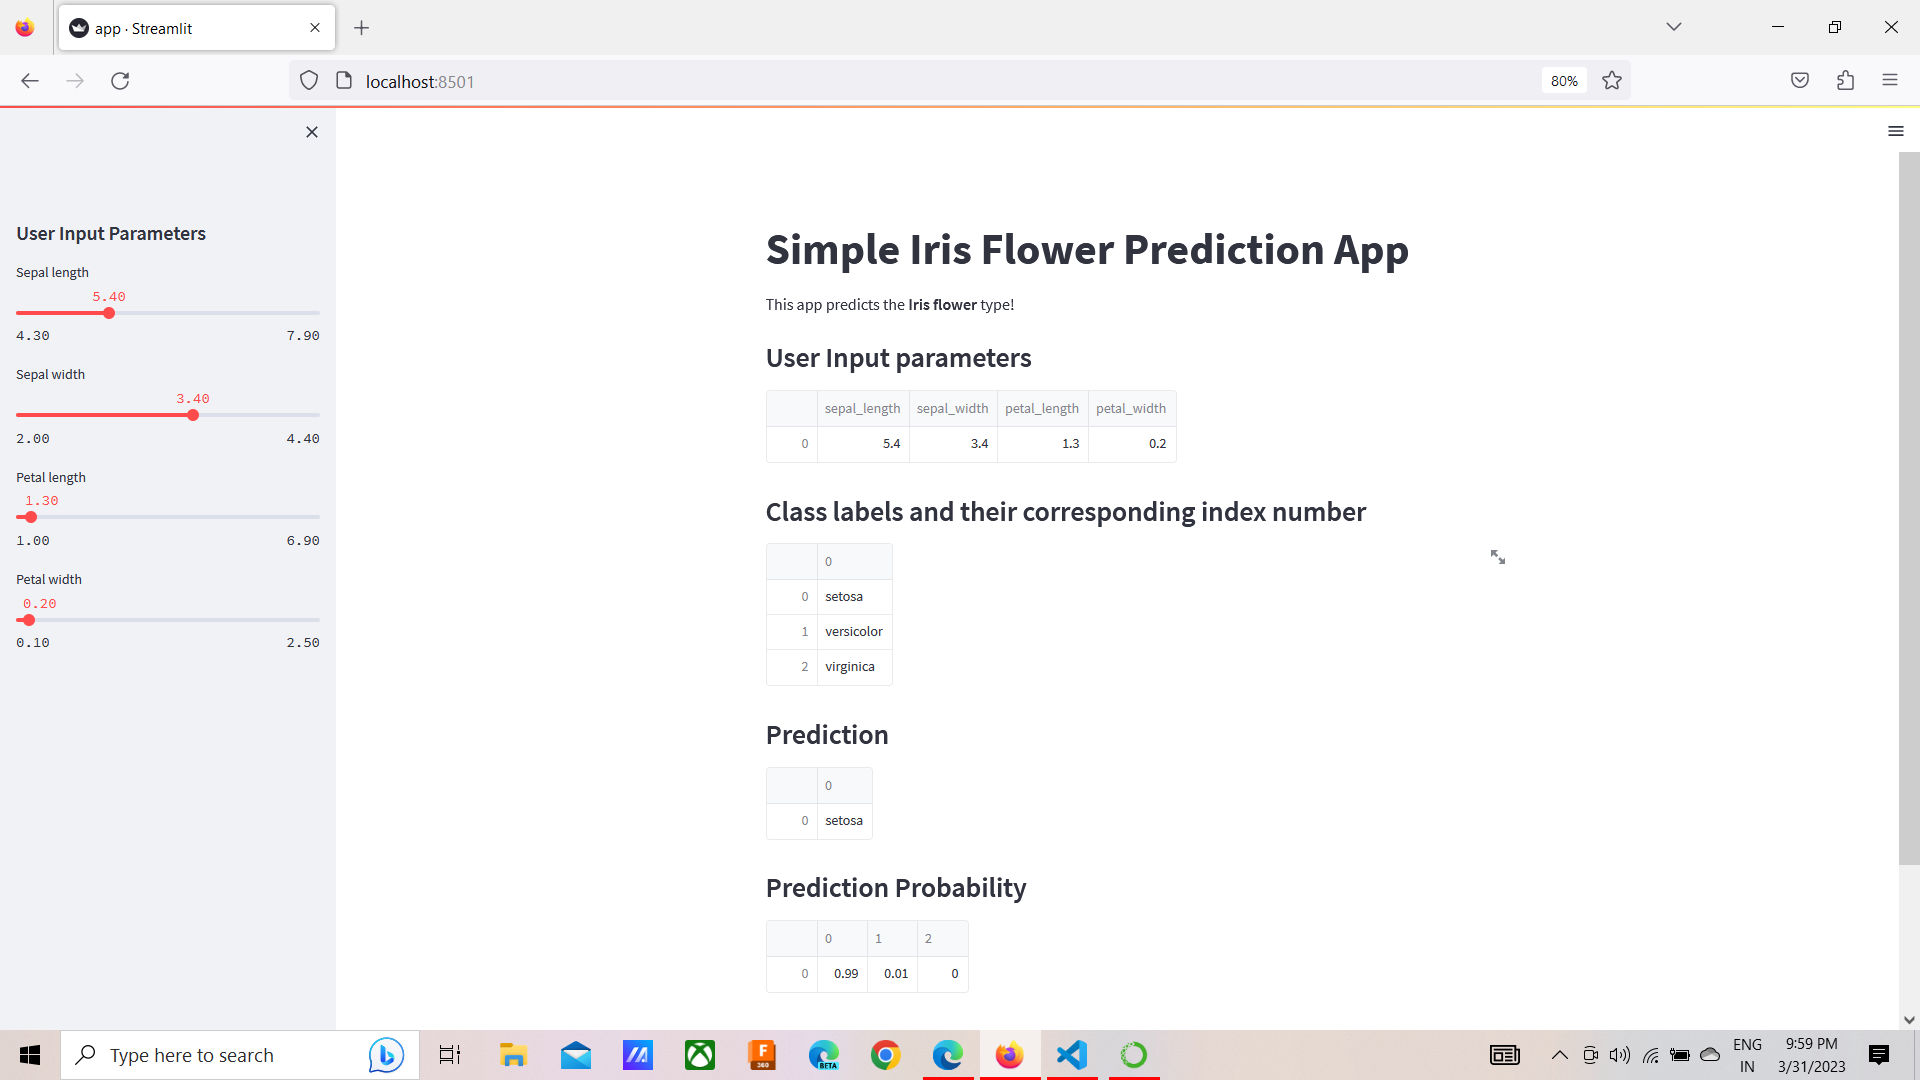 app · Streamlit
localhost:8501
80%
User Input Parameters
Sepal length
5.40
4.30 7.90
Sepal width
3.40
2.00 4.40
Petal length
1.30
1.00 6.90
Petal width
0.20
0.10 2.50
Simple Iris Flower Prediction App
This app predicts the Iris flower type!
User Input parameters
sepal_length sepal_width petal_length petal_width
0 5.4 3.4 1.3 0.2
Class labels and their corresponding index number
0
0 setosa
1 versicolor
2 virginica
Prediction
0
0 setosa
Prediction Probability
0 1 2
0 0.99 0.01 0
Type here to search
F
360
BETA
ENG
IN
9:59 PM
3/31/2023